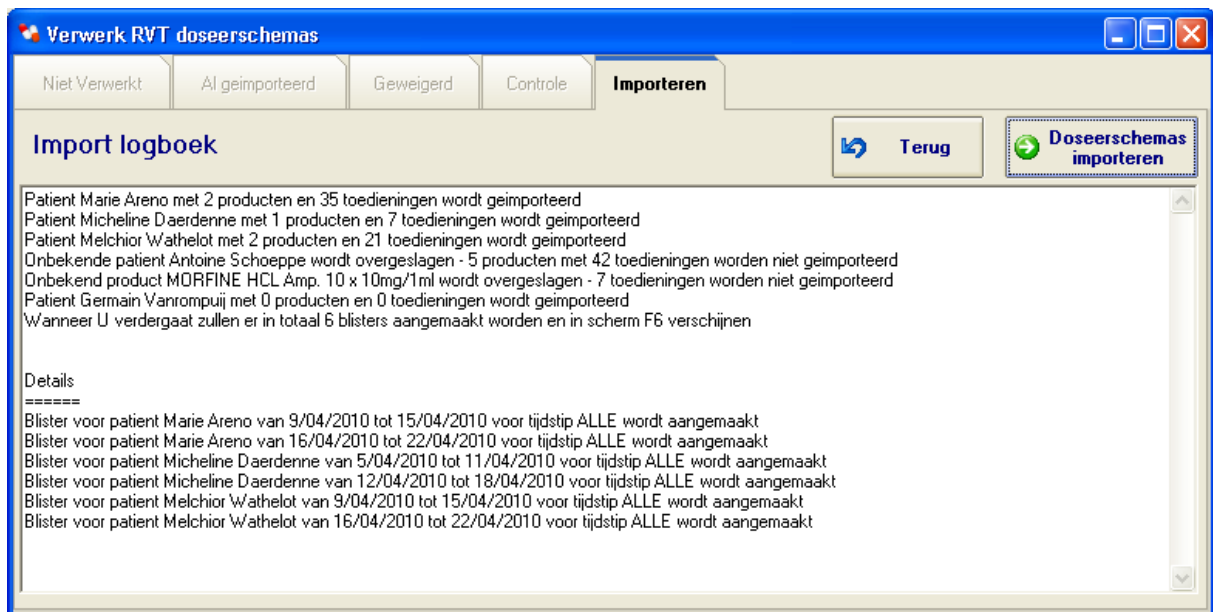 Verwerk RVT doseerschemas
Niet Verwerkt
Al geimporteerd
Geweigerd
Controle
Importeren
Import logboek
Terug
Doseerschemas
importeren
Patient Marie Areno met 2 producten en 35 toedieningen wordt geimporteerd
Patient Micheline Daerdenne met 1 producten en 7 toedieningen wordt geimporteerd
Patient Melchior Wathelot met 2 producten en 21 toedieningen wordt geimporteerd
Onbekende patient Antoine Schoeppe wordt overgeslagen - 5 producten met 42 toedieningen worden niet geimporteerd
Onbekend product MORFINE HCL Amp. 10 x 10mg/1ml wordt overgeslagen - 7 toedieningen worden niet geimporteerd
Patient Germain Vanrompuij met 0 producten en 0 toedieningen wordt geimporteerd
Wanneer U verdergaat zullen er in totaal 6 blisters aangemaakt worden en in scherm F6 verschijnen
Details
======
Blister voor patient Marie Areno van 9/04/2010 tot 15/04/2010 voor tijdstip ALLE wordt aangemaakt
Blister voor patient Marie Areno van 16/04/2010 tot 22/04/2010 voor tijdstip ALLE wordt aangemaakt
Blister voor patient Micheline Daerdenne van 5/04/2010 tot 11/04/2010 voor tijdstip ALLE wordt aangemaakt
Blister voor patient Micheline Daerdenne van 12/04/2010 tot 18/04/2010 voor tijdstip ALLE wordt aangemaakt
Blister voor patient Melchior Wathelot van 9/04/2010 tot 15/04/2010 voor tijdstip ALLE wordt aangemaakt
Blister voor patient Melchior Wathelot van 16/04/2010 tot 22/04/2010 voor tijdstip ALLE wordt aangemaakt